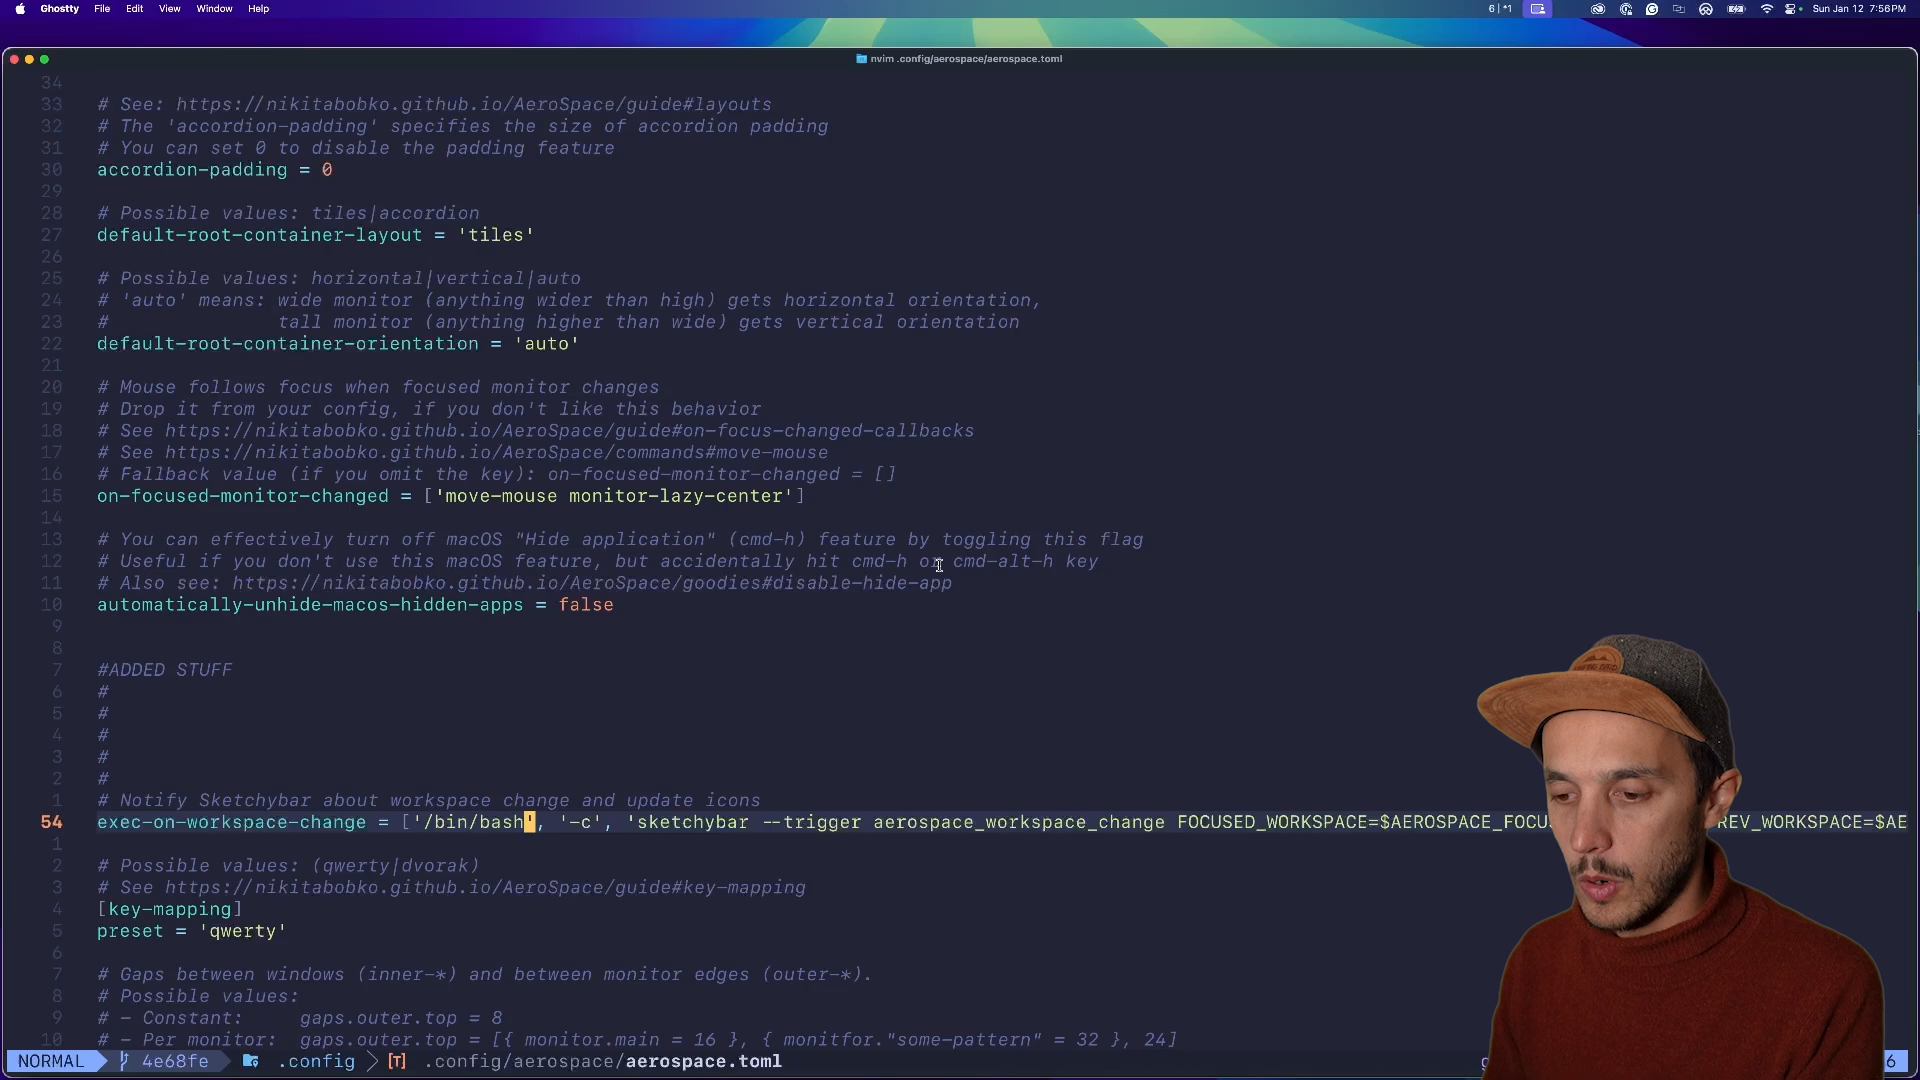 Ghostty File Edit View Window Help 6 | *1 Sun Jan 12 7:56PM
nvim .config/aerospace/aerospace.toml
34
33 # See: https://nikitabobko.github.io/AeroSpace/guide#layouts
32 # The 'accordion-padding' specifies the size of accordion padding
31 # You can set 0 to disable the padding feature
30 accordion-padding = 0
29
28 # Possible values: tiles|accordion
27 default-root-container-layout = 'tiles'
26
25 # Possible values: horizontal|vertical|auto
24 # 'auto' means: wide monitor (anything wider than high) gets horizontal orientation,
23 # tall monitor (anything higher than wide) gets vertical orientation
22 default-root-container-orientation = 'auto'
21
20 # Mouse follows focus when focused monitor changes
19 # Drop it from your config, if you don't like this behavior
18 # See https://nikitabobko.github.io/AeroSpace/guide#on-focus-changed-callbacks
17 # See https://nikitabobko.github.io/AeroSpace/commands#move-mouse
16 # Fallback value (if you omit the key): on-focused-monitor-changed = []
15 on-focused-monitor-changed = ['move-mouse monitor-lazy-center']
14
13 # You can effectively turn off macOS "Hide application" (cmd-h) feature by toggling this flag
12 # Useful if you don't use this macOS feature, but accidentally hit cmd-h or cmd-alt-h key
11 # Also see: https://nikitabobko.github.io/AeroSpace/goodies#disable-hide-app
10 automatically-unhide-macos-hidden-apps = false
9
8
7 #ADDED STUFF
6 #
5 #
4 #
3 #
2 #
1 # Notify Sketchybar about workspace change and update icons
54 exec-on-workspace-change = ['/bin/bash', '-c', 'sketchybar --trigger aerospace_workspace_change FOCUSED_WORKSPACE=$AEROSPACE_FOCU REV_WORKSPACE=$AE
1
2 # Possible values: (qwerty|dvorak)
3 # See https://nikitabobko.github.io/AeroSpace/guide#key-mapping
4 [key-mapping]
5 preset = 'qwerty'
6
7 # Gaps between windows (inner-*) and between monitor edges (outer-*).
8 # Possible values:
9 # - Constant: gaps.outer.top = 8
10 # - Per monitor: gaps.outer.top = [{ monitor.main = 16 }, { monitfor."some-pattern" = 32 }, 24]
NORMAL 4e68fe .config > [T] .config/aerospace/aerospace.toml 6